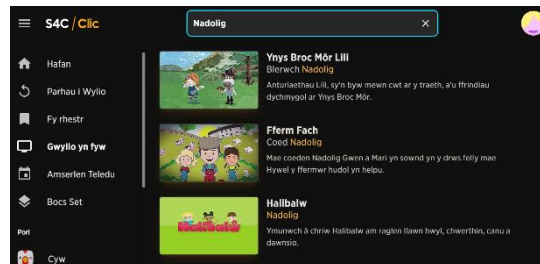 S4C/Clic
Nadolig
Hafan
Parhau i Wylio
Fy rhestr
Gwylio yn fyw
Amserlen Teledu
Bocs Set
Pori
Cyw
Ynys Broc Môr Lili
Blerwch Nadolig
Anturiaethau Lili, sy'n byw mewn cwt ar y traeth, a'u ffrindiau
dychmygol ar Ynys Broc Môr.
Fferm Fach
Coed Nadolig
Mae coeden Nadolig Gwen a Mari yn sownd yn y drws felly mae
Hywel y ffermwr hudol yn helpu.
Halibalw
Halibalw
Nadolig
Ymunwch â chriw Halibalw am raglen llawn hwyl, chwerthin, canu a
dawnsio.